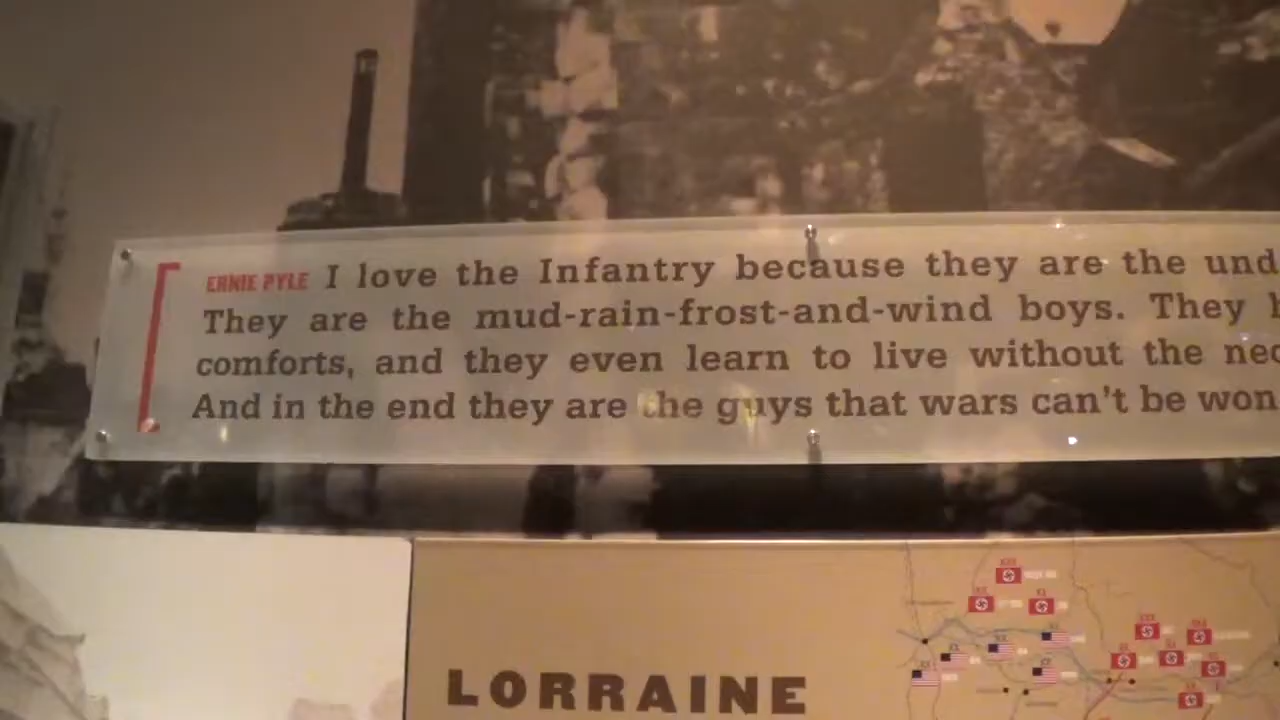 ERNIE PYLE I love the Infantry because they are the und
They are the mud-rain-frost-and-wind boys. They
comforts, and they even learn to live without the nec
And in the end they are the guys that wars can't be won
LORRAINE